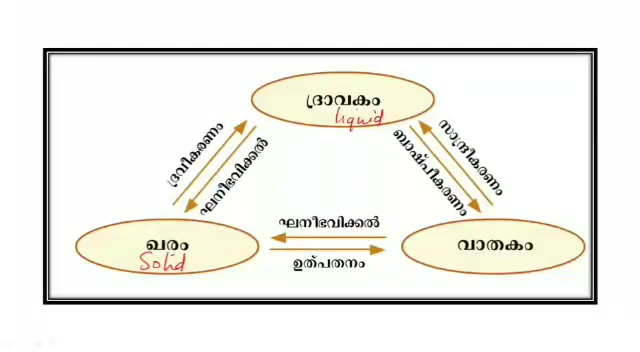 ദ്രാവകം
liquid
ദ്രവീകരണം
ഘനീഭവിക്കൽ
ബാഷ്പീകരണം
സാന്ദ്രീകരണം
ഘനീഭവിക്കൽ
ഖരം
Solid
വാതകം
ഉത്പതനം